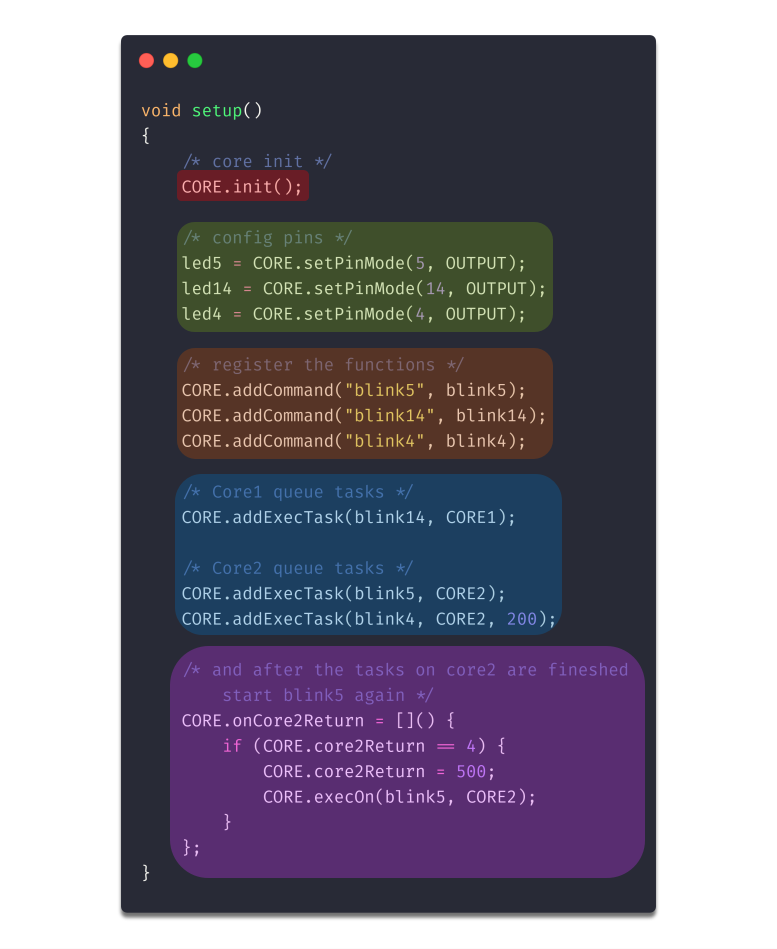 void setup()
{
/* core init */
CORE.init();
/* config pins */
led5 = CORE.setPinMode(5, OUTPUT);
led14 = CORE.setPinMode(14, OUTPUT);
led4 = CORE.setPinMode(4, OUTPUT);
/* register the functions */
CORE.addCommand("blink5", blink5);
CORE.addCommand("blink14", blink14);
CORE.addCommand("blink4", blink4);
/* Core1 queue tasks */
CORE.addExecTask(blink14, CORE1);
/* Core2 queue tasks */
CORE.addExecTask(blink5, CORE2);
CORE.addExecTask(blink4, CORE2, 200);
/* and after the tasks on core2 are fineshed
start blink5 again */
CORE.onCore2Return = []() {
if (CORE.core2Return == 4) {
CORE.core2Return = 500;
CORE.execOn(blink5, CORE2);
}
};
}